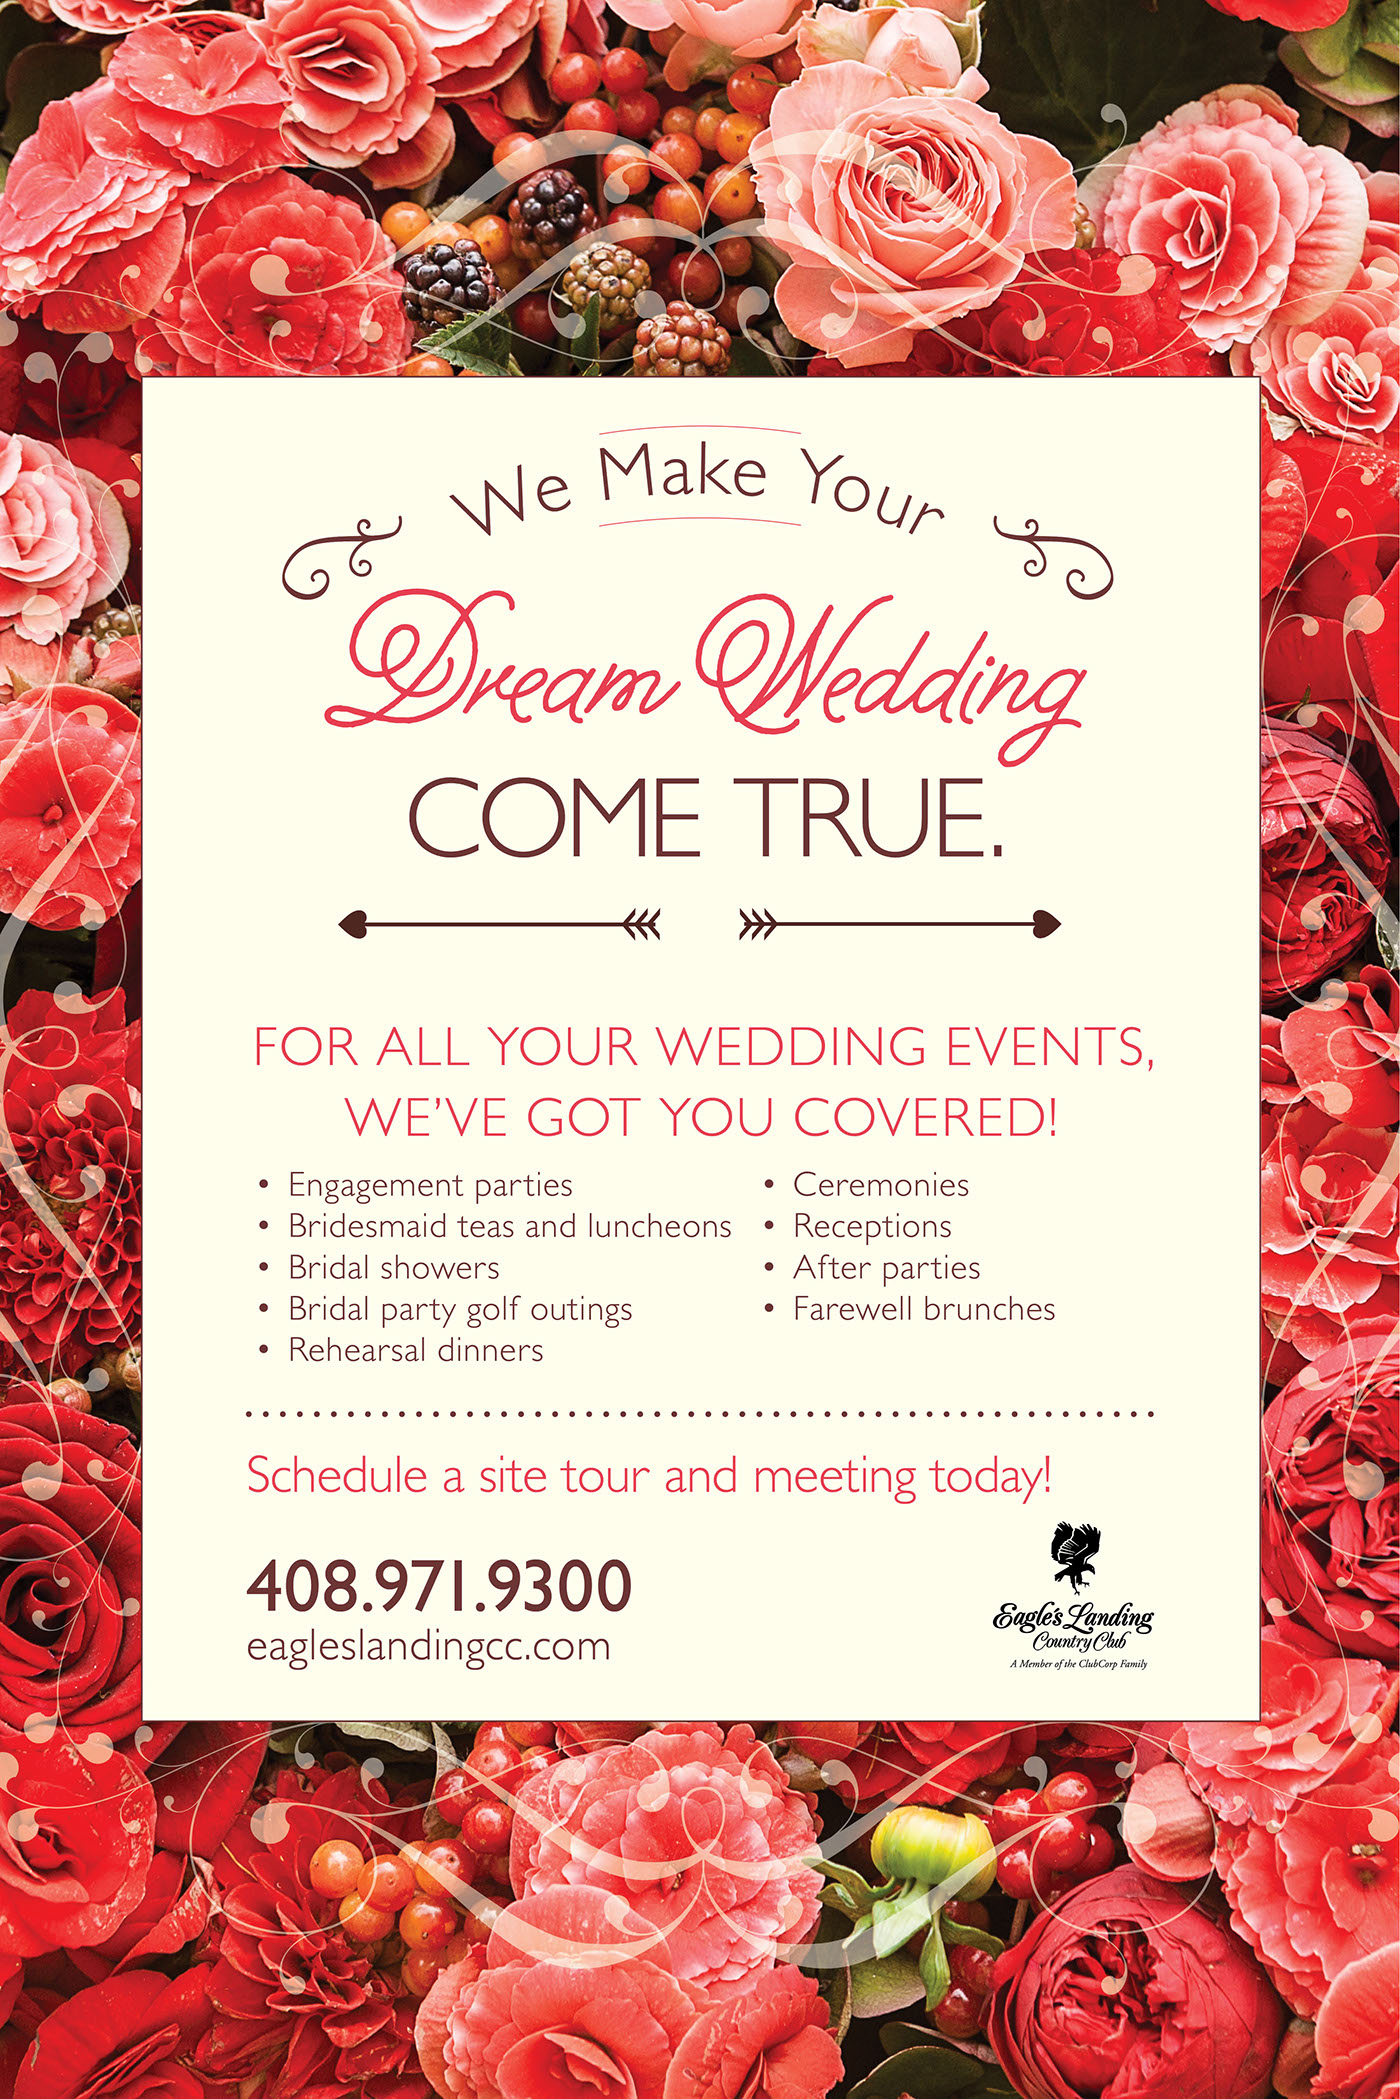 We Make Your
Dream Wedding
COME TRUE.
FOR ALL YOUR WEDDING EVENTS,
WE'VE GOT YOU COVERED!
• Engagement parties
• Bridesmaid teas and luncheons
• Bridal showers
• Bridal party golf outings
• Rehearsal dinners
• Ceremonies
• Receptions
• After parties
• Farewell brunches
Schedule a site tour and meeting today!
408.971.9300
eagleslandingcc.com
Eagle's Landing
Country Club
A Member of the ClubCorp Family